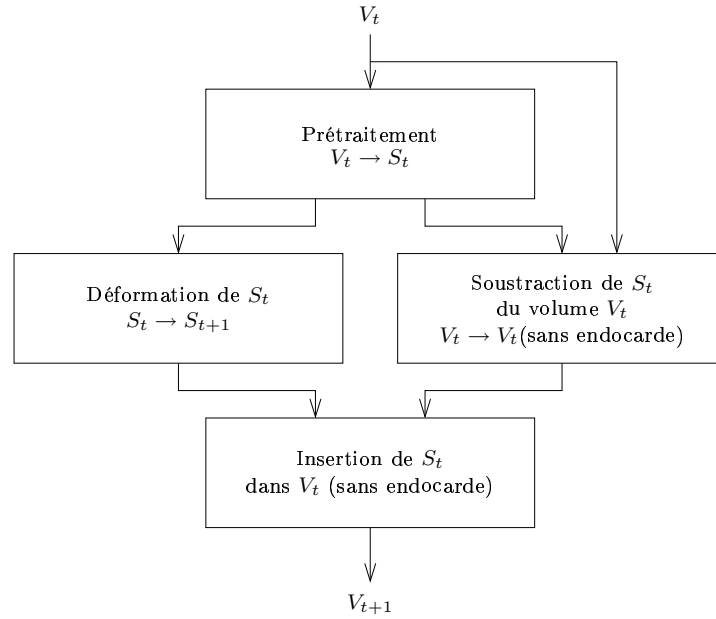 V_t
Prétraitement
V_t → S_t
Déformation de S_t
S_t → S_{t+1}
Soustraction de S_t
du volume V_t
V_t → V_t(sans endocarde)
Insertion de S_t
dans V_t (sans endocarde)
V_{t+1}